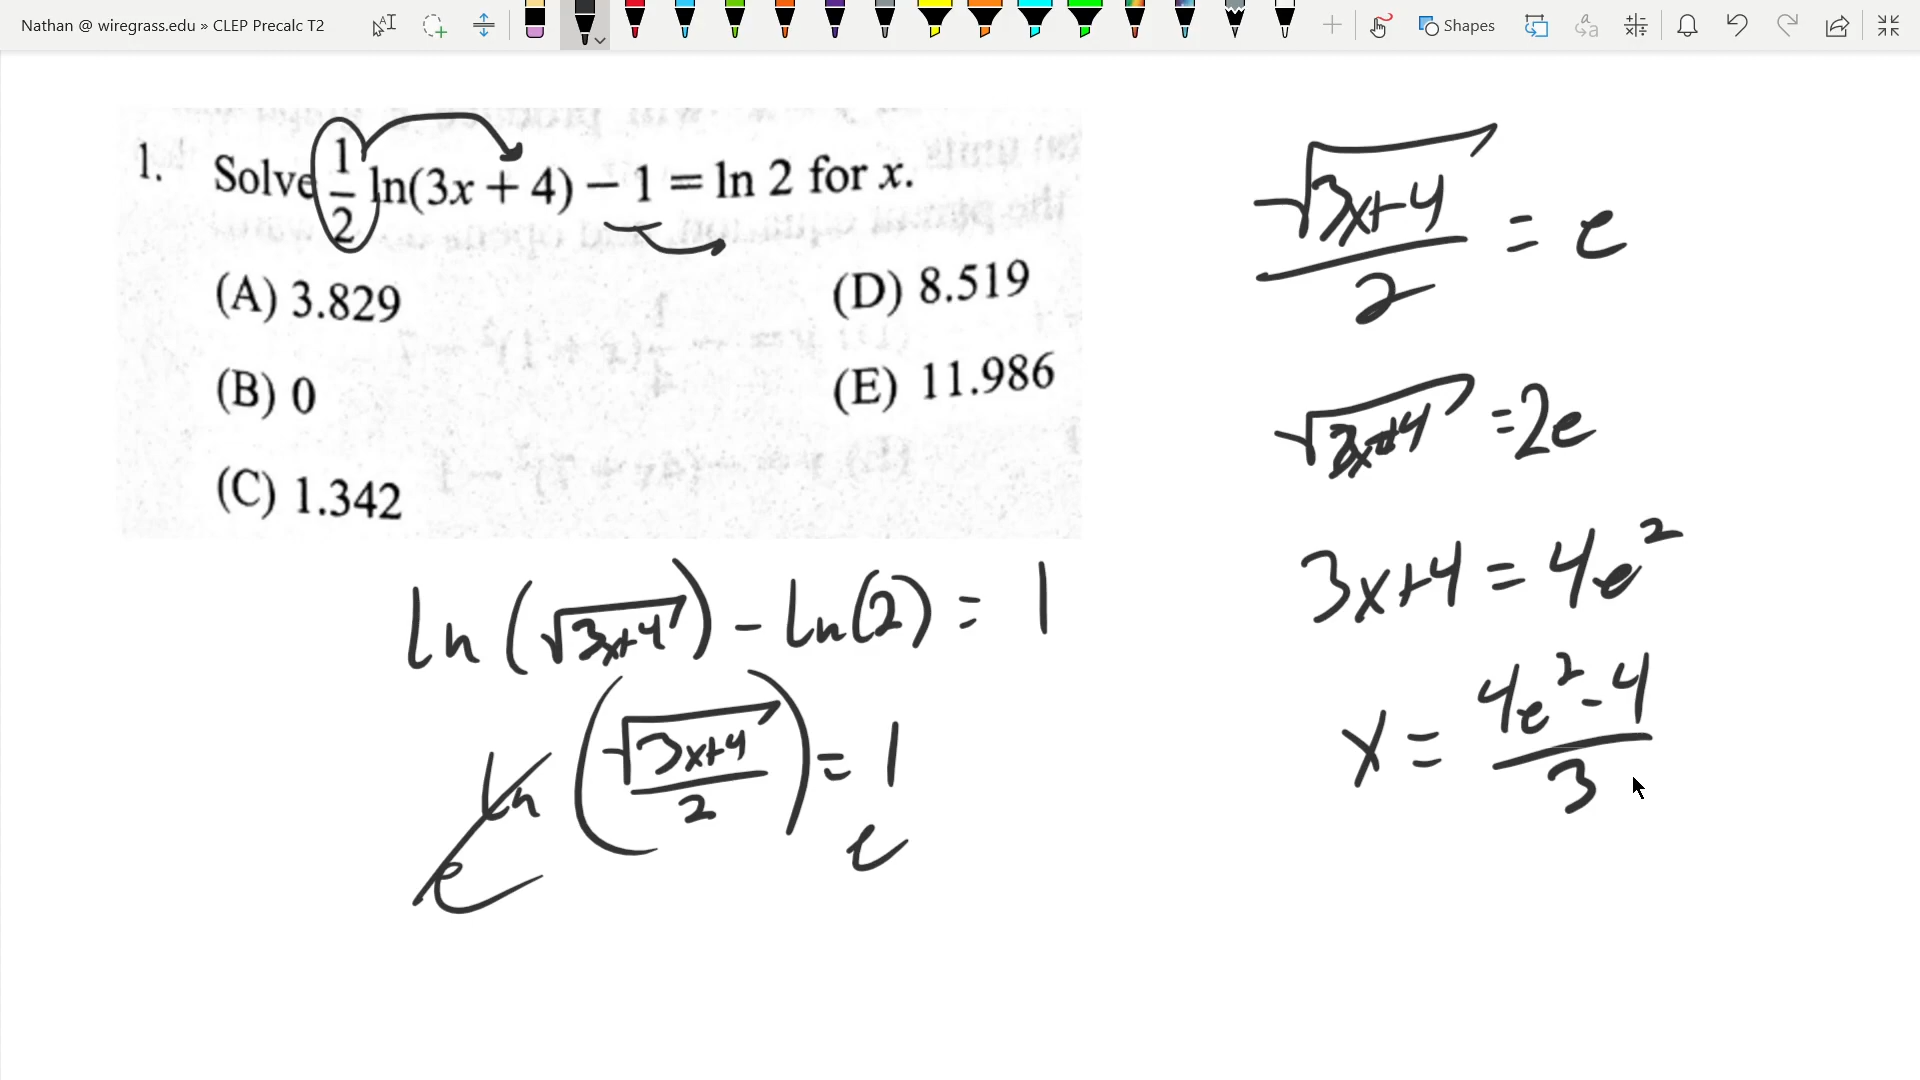 Nathan @ wiregrass.edu » CLEP Precalc T2
Shapes
1. Solve 1/2 ln(3x + 4) − 1 = ln 2 for x.
(A) 3.829
(B) 0
(C) 1.342
(D) 8.519
(E) 11.986
ln(√(3x+4)) - ln(2) = 1
ln(√(3x+4)/2) = 1
e e
√(3x+4)/2 = e
√(3x+4) = 2e
3x+4 = 4e²
x = (4e²-4)/3